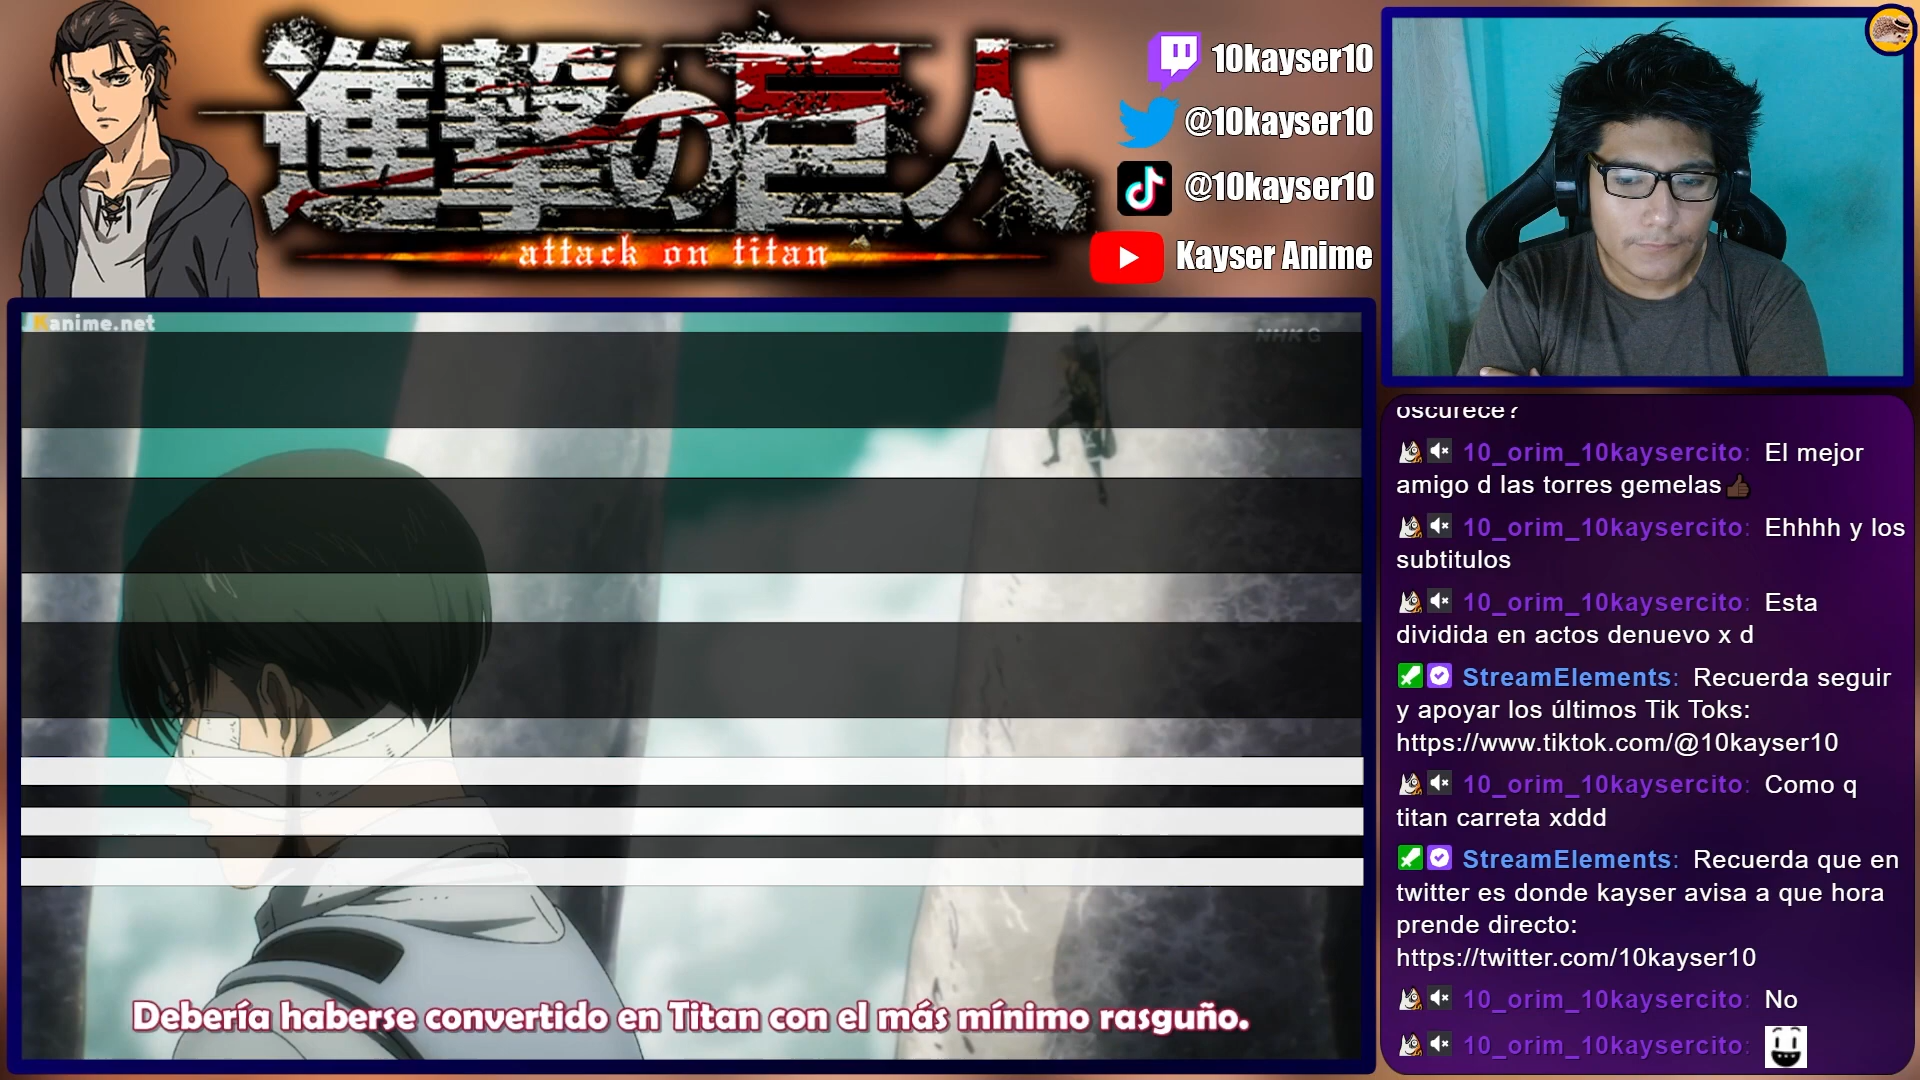 進撃の巨人
attack on titan
10kayser10
@10kayser10
@10kayser10
Kayser Anime
anime.net
NHK G
Debería haberse convertido en Titan con el más mínimo rasguño.
oscurece?
10_orim_10kaysercito: El mejor
amigo d las torres gemelas
10_orim_10kaysercito: Ehhhh y los
subtitulos
10_orim_10kaysercito: Esta
dividida en actos denuevo x d
StreamElements: Recuerda seguir
y apoyar los últimos Tik Toks:
https://www.tiktok.com/@10kayser10
10_orim_10kaysercito: Como q
titan carreta xddd
StreamElements: Recuerda que en
twitter es donde kayser avisa a que hora
prende directo:
https://twitter.com/10kayser10
10_orim_10kaysercito: No
10_orim_10kaysercito: